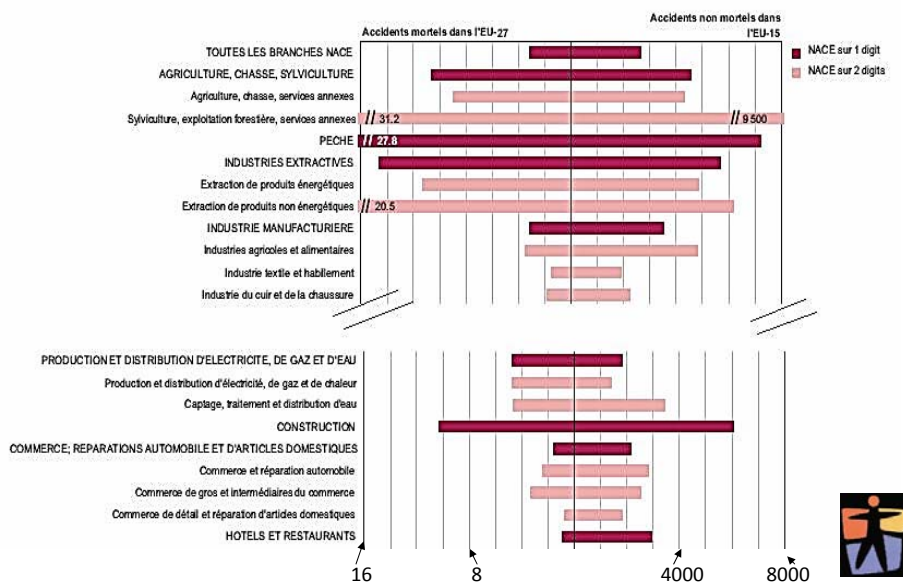 Accidents mortels dans l'EU-27
Accidents non mortels dans
l'EU-15
NACE sur 1 digit
NACE sur 2 digits
TOUTES LES BRANCHES NACE
AGRICULTURE, CHASSE, SYLVICULTURE
Agriculture, chasse, services annexes
Sylviculture, exploitation forestière, services annexes // 31.2 // 9 500
PECHE // 27.8
INDUSTRIES EXTRACTIVES
Extraction de produits énergétiques
Extraction de produits non énergétiques // 20.5
INDUSTRIE MANUFACTURIERE
Industries agricoles et alimentaires
Industrie textile et habillement
Industrie du cuir et de la chaussure
PRODUCTION ET DISTRIBUTION D'ELECTRICITE, DE GAZ ET D'EAU
Production et distribution d'électricité, de gaz et de chaleur
Captage, traitement et distribution d'eau
CONSTRUCTION
COMMERCE; REPARATIONS AUTOMOBILE ET D'ARTICLES DOMESTIQUES
Commerce et réparation automobile
Commerce de gros et intermédiaires du commerce
Commerce de détail et réparation d'articles domestiques
HOTELS ET RESTAURANTS
16 8 4000 8000